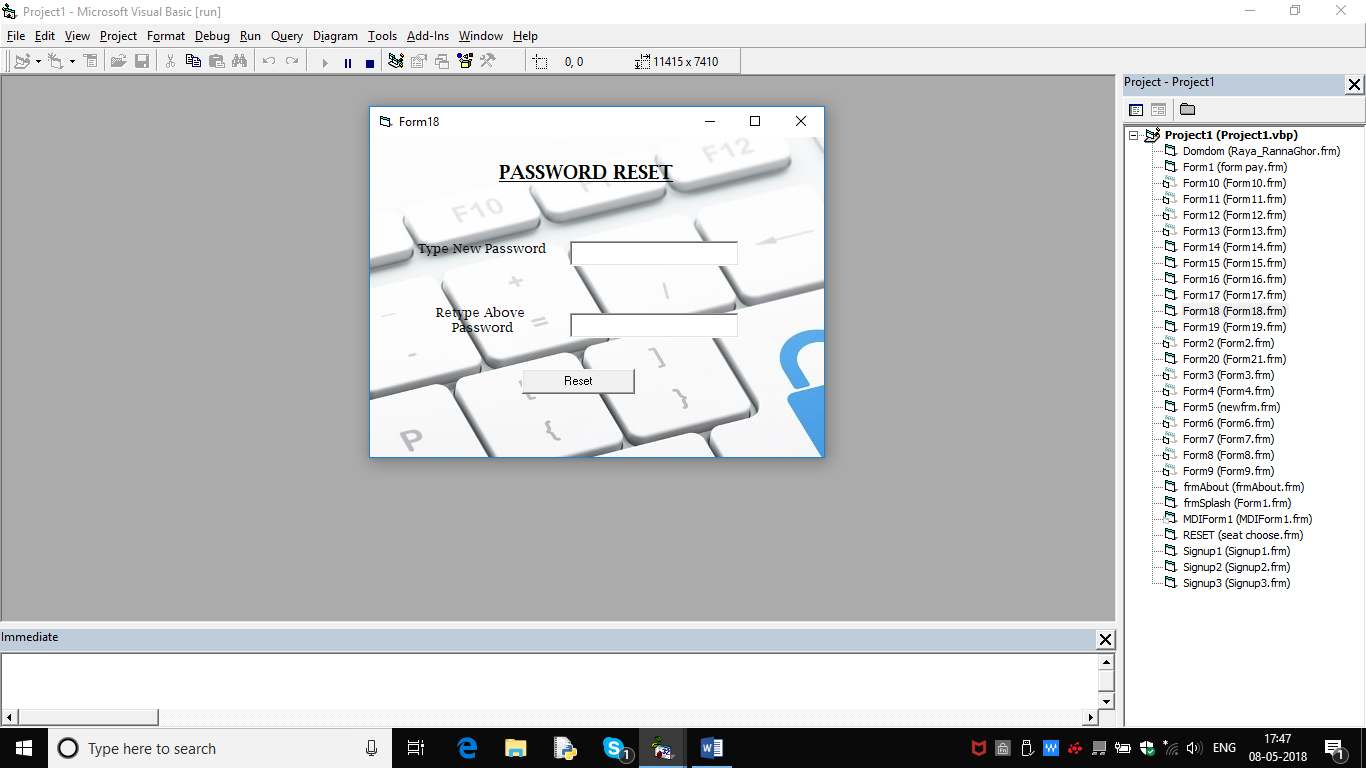 Project1 - Microsoft Visual Basic [run]
File Edit View Project Format Debug Run Query Diagram Tools Add-Ins Window Help
0, 0 11415 x 7410
Form18
PASSWORD RESET
F12
F10
Type New Password
Retype Above
Password
+
=
-
|
[
]
{
}
P
Reset
Immediate
Project - Project1
Project1 (Project1.vbp)
Domdom (Raya_RannaGhor.frm)
Form1 (form pay.frm)
Form10 (Form10.frm)
Form11 (Form11.frm)
Form12 (Form12.frm)
Form13 (Form13.frm)
Form14 (Form14.frm)
Form15 (Form15.frm)
Form16 (Form16.frm)
Form17 (Form17.frm)
Form18 (Form18.frm)
Form19 (Form19.frm)
Form2 (Form2.frm)
Form20 (Form21.frm)
Form3 (Form3.frm)
Form4 (Form4.frm)
Form5 (newfrm.frm)
Form6 (Form6.frm)
Form7 (Form7.frm)
Form8 (Form8.frm)
Form9 (Form9.frm)
frmAbout (frmAbout.frm)
frmSplash (Form1.frm)
MDIForm1 (MDIForm1.frm)
RESET (seat choose.frm)
Signup1 (Signup1.frm)
Signup2 (Signup2.frm)
Signup3 (Signup3.frm)
Type here to search
1
ENG
17:47
08-05-2018
1